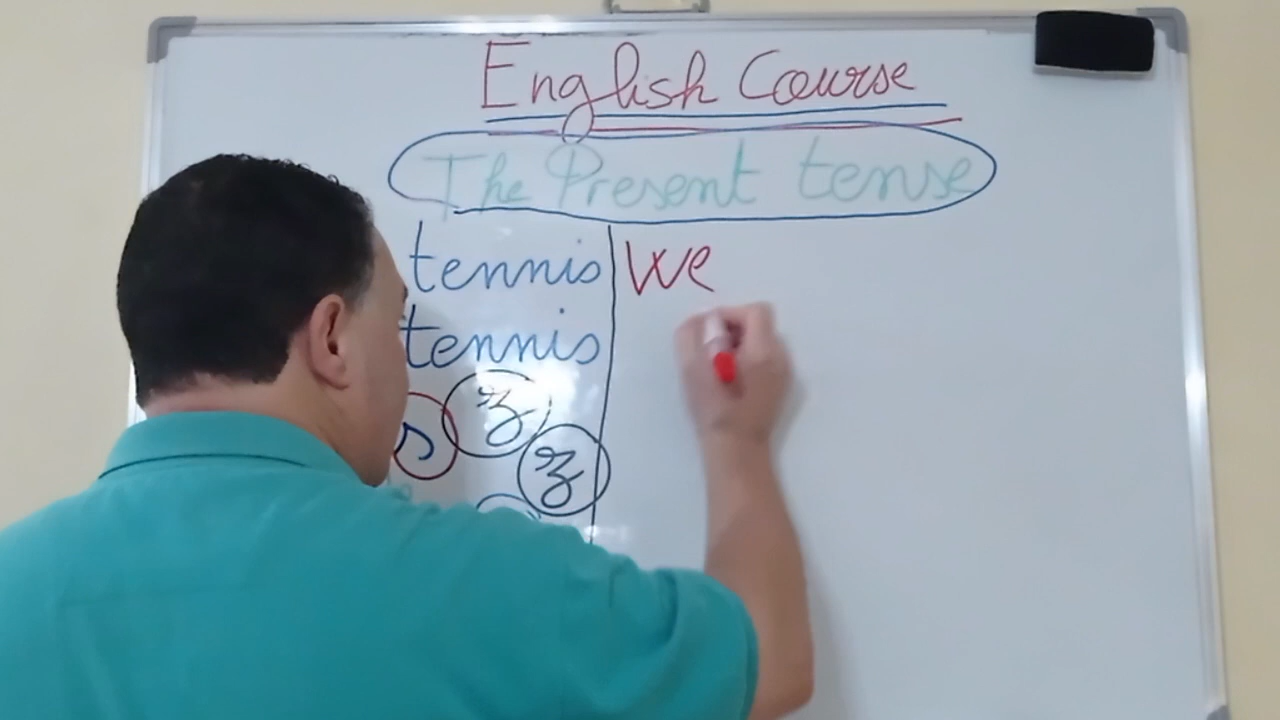 English Course
The Present tense
tennis We
tennis
s z
z